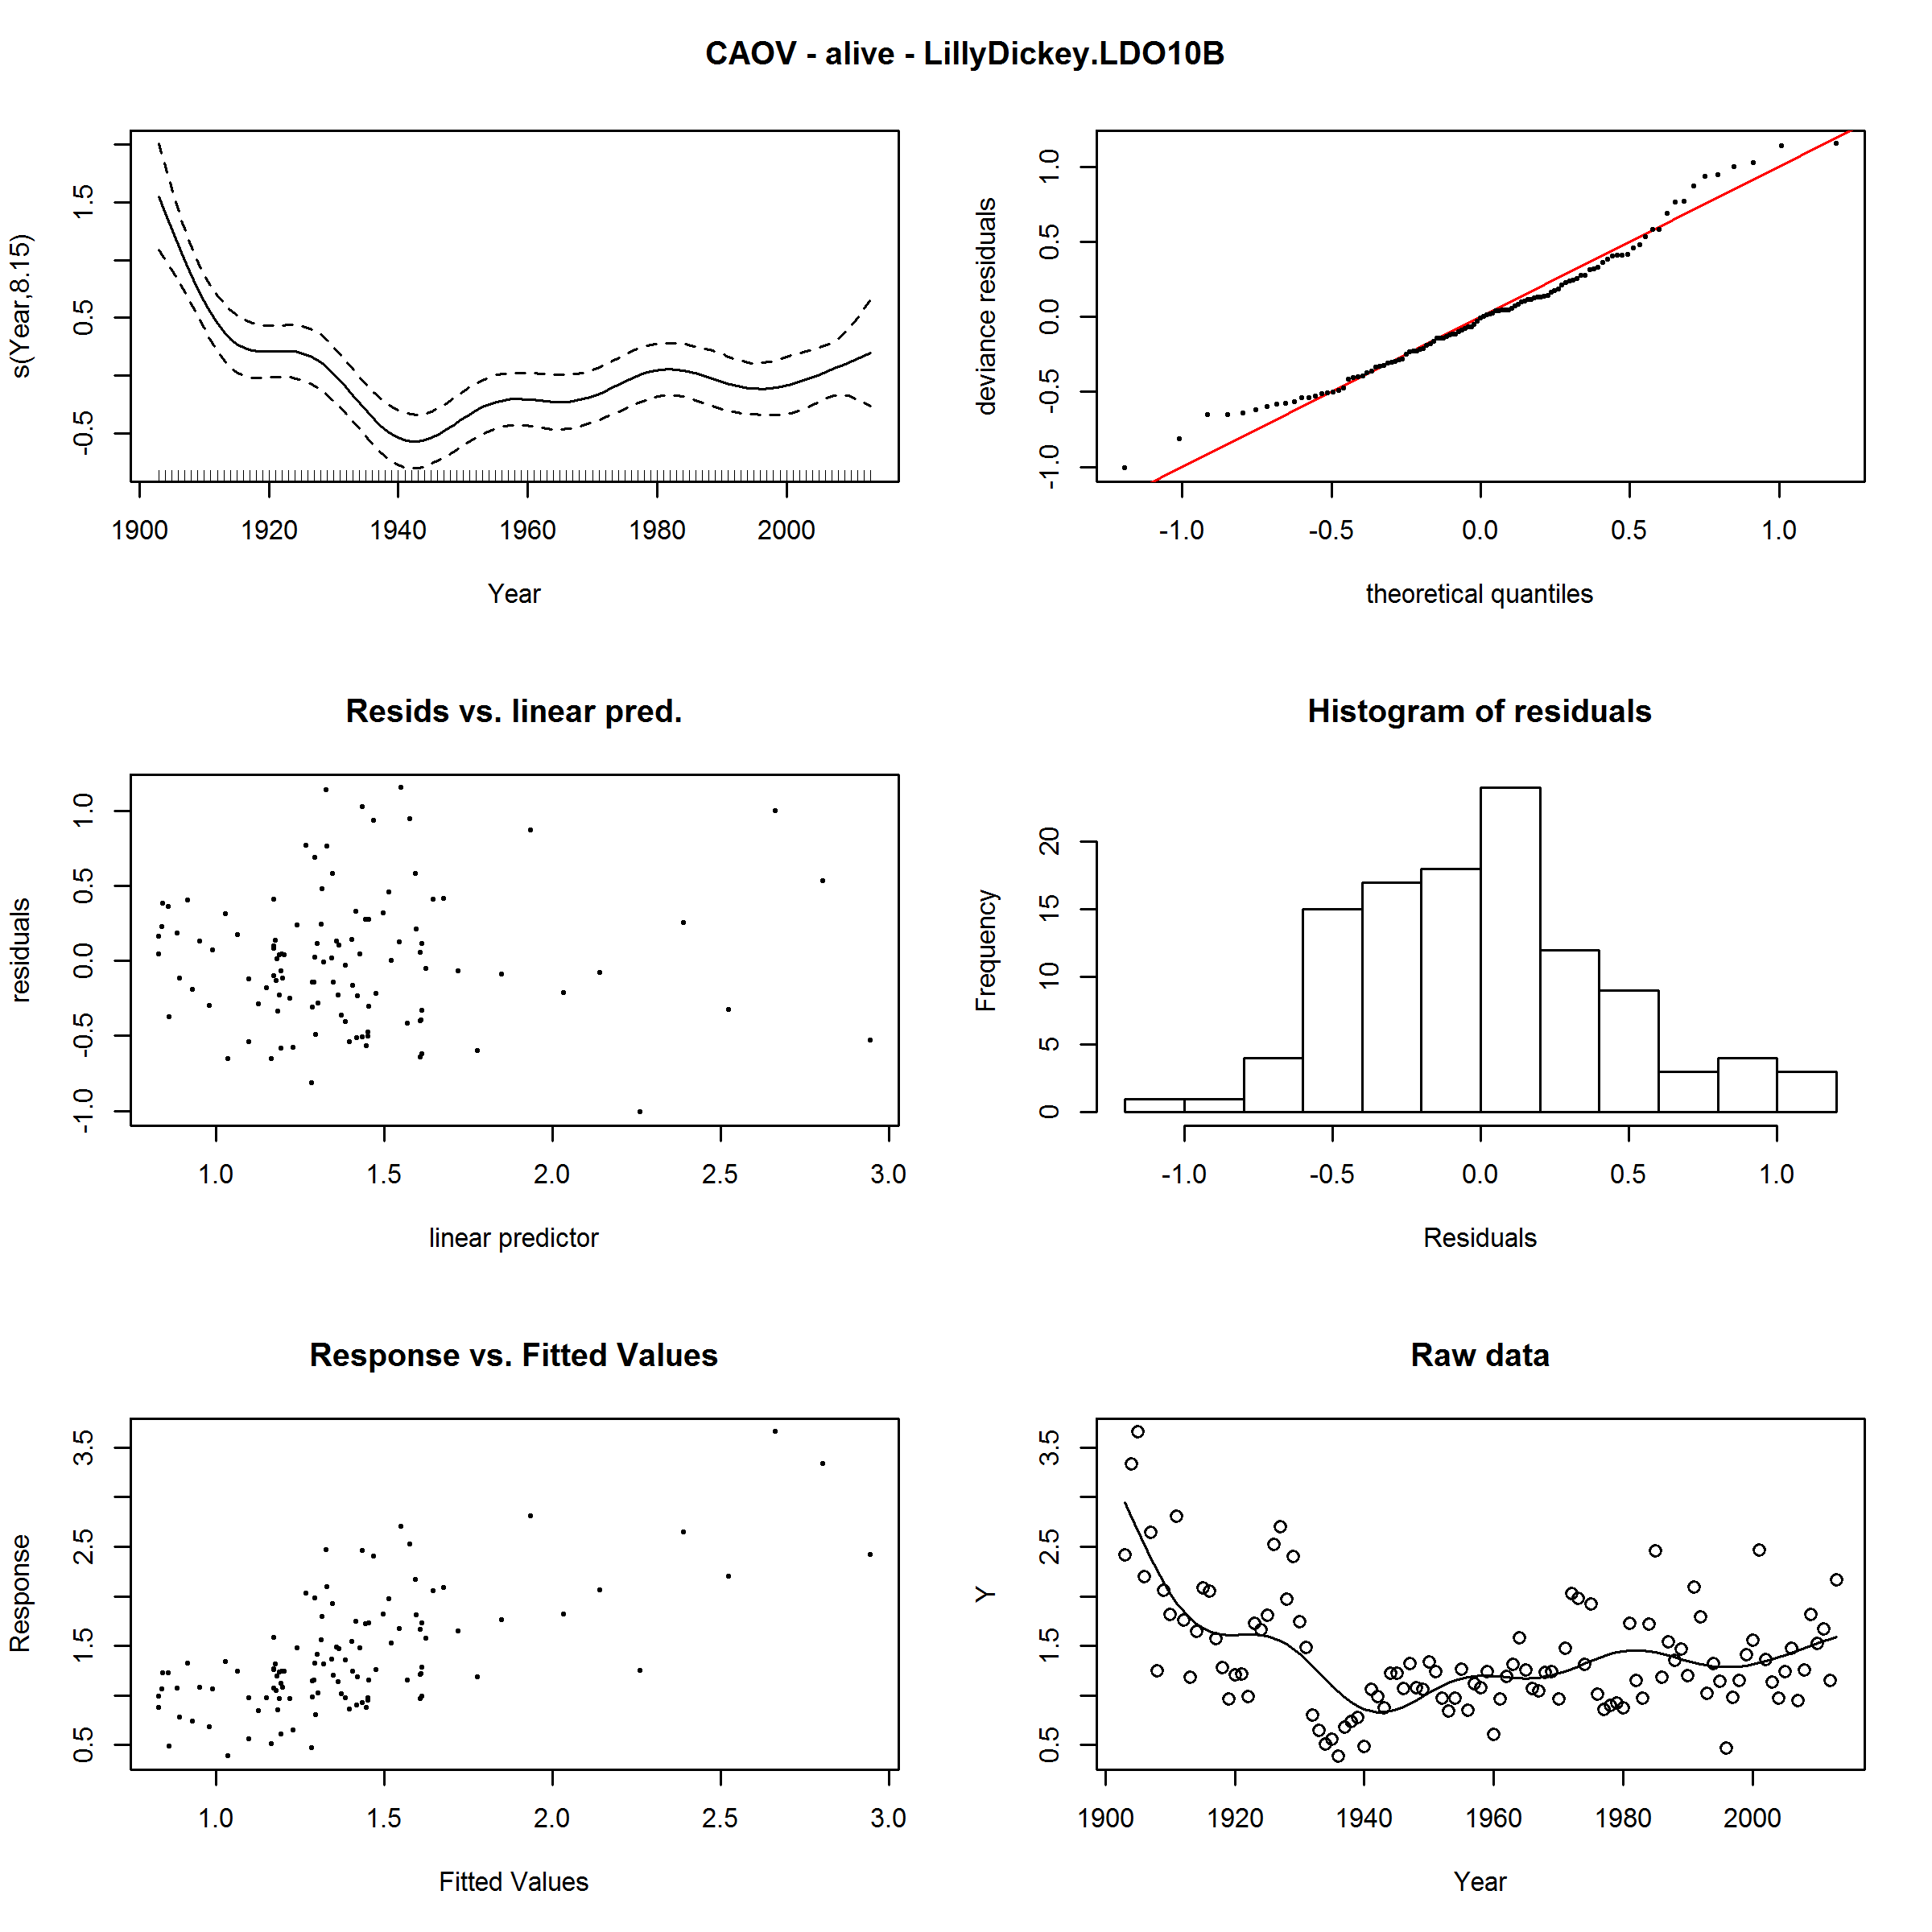 CAOV - alive - LillyDickey.LDO10B
s(Year,8.15)
-0.5 0.5 1.5
1900 1920 1940 1960 1980 2000
Year
deviance residuals
-1.0 -0.5 0.0 0.5 1.0
-1.0 -0.5 0.0 0.5 1.0
theoretical quantiles
Resids vs. linear pred.
residuals
-1.0 -0.5 0.0 0.5 1.0
1.0 1.5 2.0 2.5 3.0
linear predictor
Histogram of residuals
Frequency
0 5 10 15 20
-1.0 -0.5 0.0 0.5 1.0
Residuals
Response vs. Fitted Values
Response
0.5 1.5 2.5 3.5
1.0 1.5 2.0 2.5 3.0
Fitted Values
Raw data
Y
0.5 1.5 2.5 3.5
1900 1920 1940 1960 1980 2000
Year